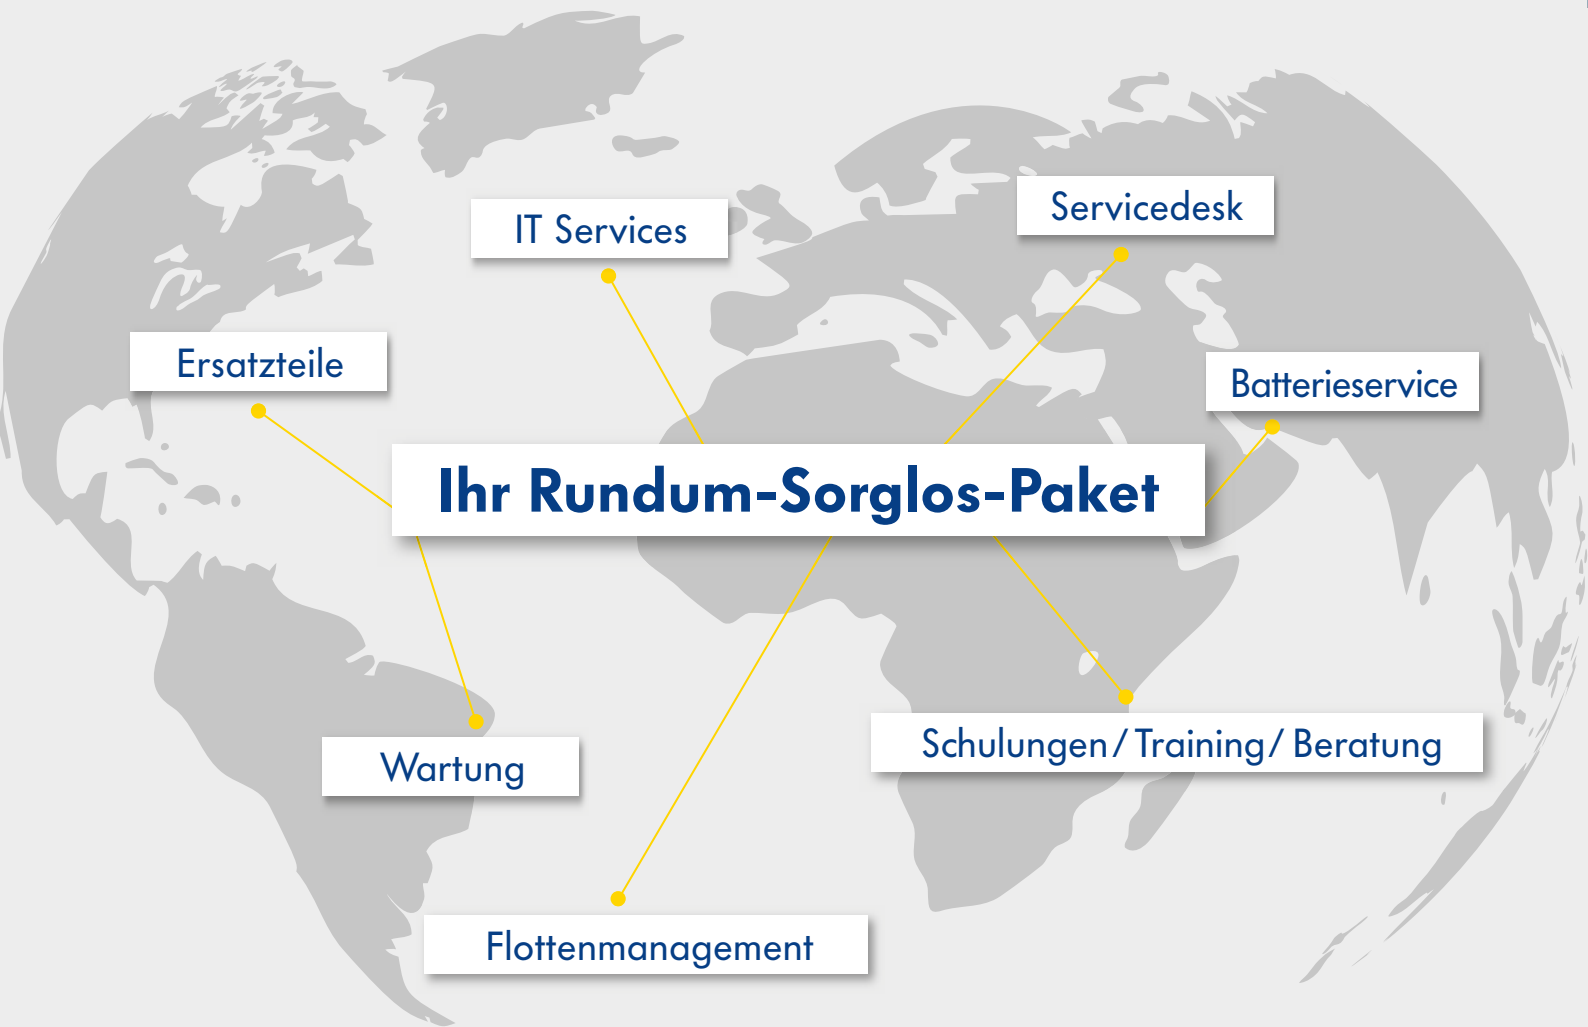 Servicedesk
IT Services
Ersatzteile
Batterieservice
Ihr Rundum-Sorglos-Paket
Schulungen/Training/Beratung
Wartung
Flottenmanagement